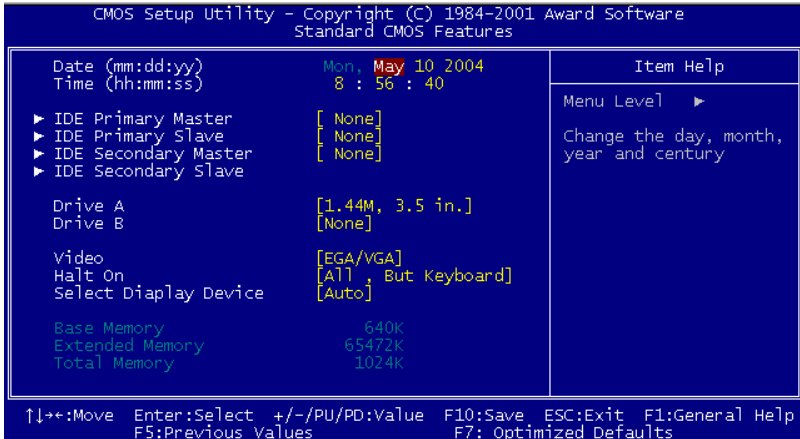 CMOS Setup Utility - Copyright (C) 1984-2001 Award Software
Standard CMOS Features
Date (mm:dd:yy) Mon, May 10 2004
Time (hh:mm:ss) 8 : 56 : 40
► IDE Primary Master [ None]
► IDE Primary Slave [ None]
► IDE Secondary Master [ None]
► IDE Secondary Slave
Drive A [1.44M, 3.5 in.]
Drive B [None]
Video [EGA/VGA]
Halt On [All , But Keyboard]
Select Diaplay Device [Auto]
Base Memory 640K
Extended Memory 65472K
Total Memory 1024K
Item Help
Menu Level ►
Change the day, month,
year and century
↑↓→←:Move Enter:Select +/-/PU/PD:Value F10:Save ESC:Exit F1:General Help
F5:Previous Values F7: Optimized Defaults